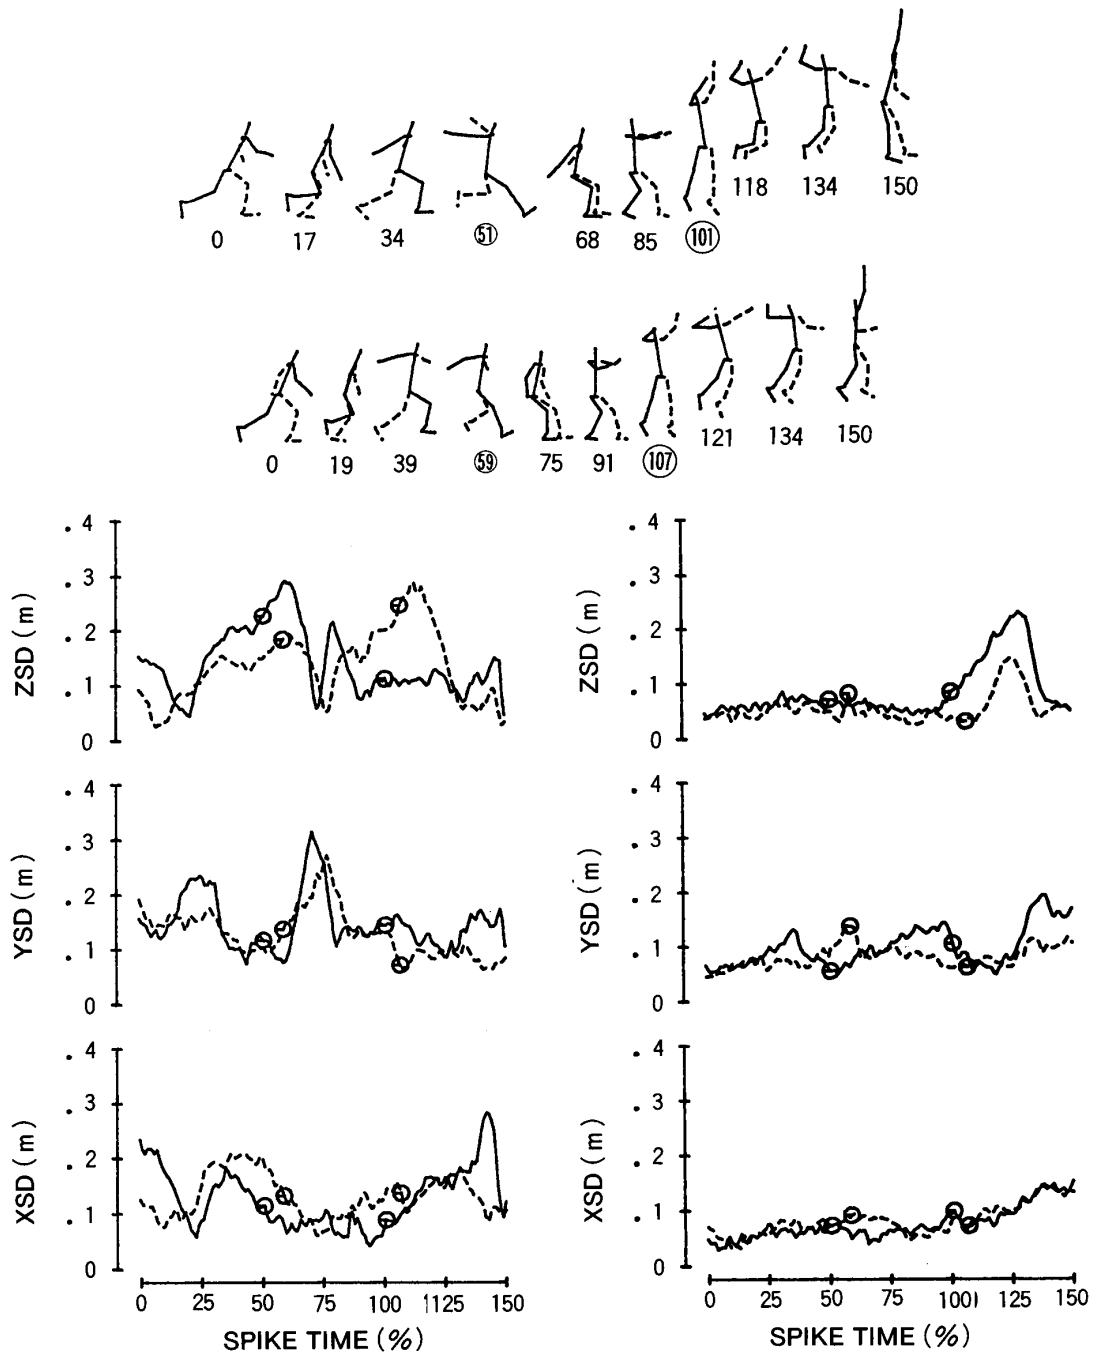 0 17 34 51 68 85 101 118 134 150
0 19 39 59 75 91 107 121 134 150
ZSD (m)
. 4
. 3
. 2
. 1
0
ZSD (m)
. 4
. 3
. 2
. 1
0
YSD (m)
. 4
. 3
. 2
. 1
0
YSD (m)
. 4
. 3
. 2
. 1
0
XSD (m)
. 4
. 3
. 2
. 1
0
XSD (m)
. 4
. 3
. 2
. 1
0
0 25 50 75 100 1125 150
SPIKE TIME (%)
0 25 50 75 1001 125 150
SPIKE TIME (%)